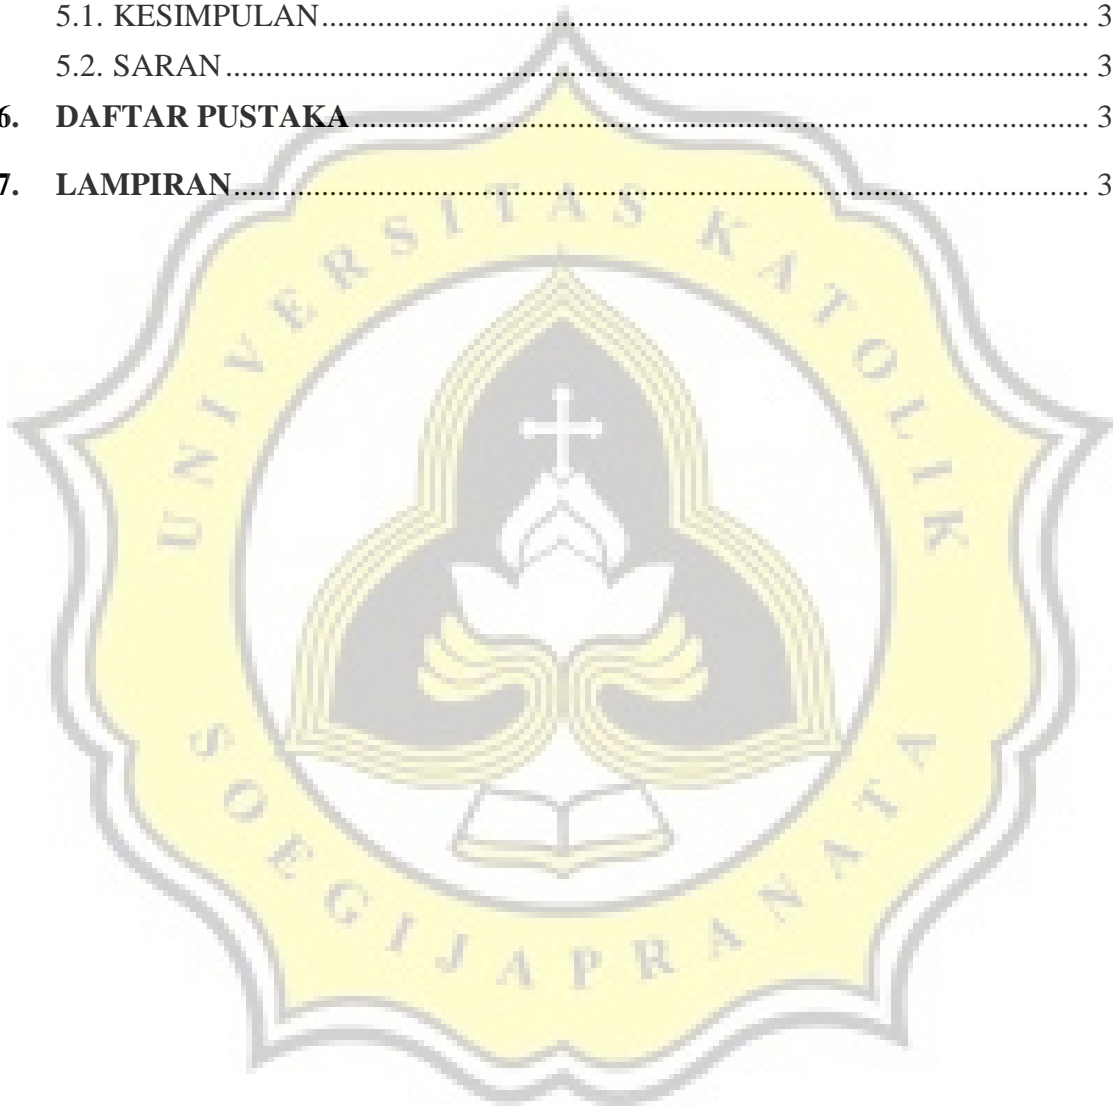 5.1. KESIMPULAN........................................................................................................ 3
5.2. SARAN..................................................................................................................... 3
6. DAFTAR PUSTAKA.................................................................................................... 3
7. LAMPIRAN.................................................................................................................... 3
UNIVERSITAS KATOLIK
SOEGIJAPRANATA